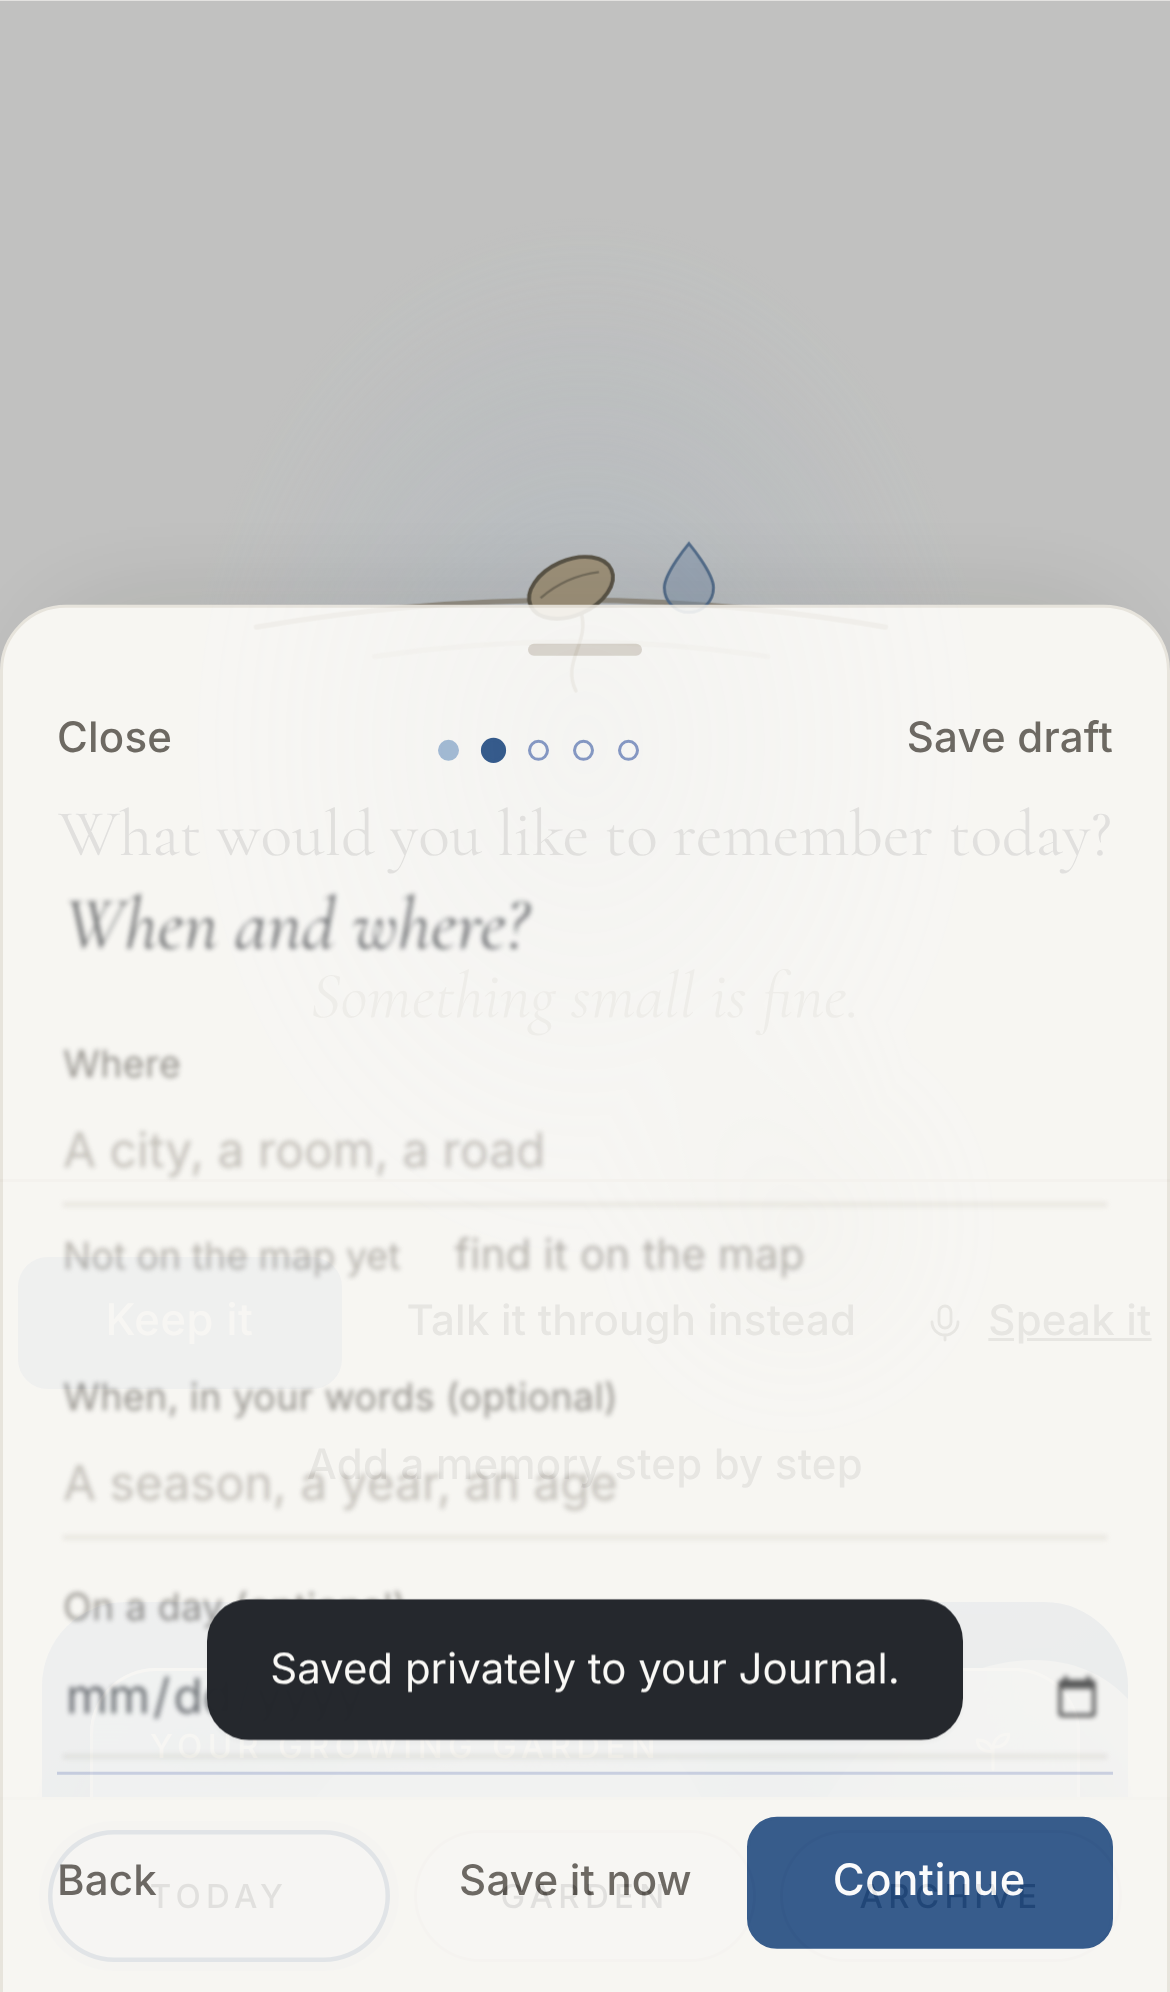 Close
Save draft
What would you like to remember today?
When and where?
Something small is fine.
Where
A city, a room, a road
Not on the map yet find it on the map
Keep it Talk it through instead Speak it
When, in your words (optional)
Add a memory step by step
A season, a year, an age
On a day (optional)
Saved privately to your Journal.
mm/dd
YOUR GROWING GARDEN
Back Save it now Continue
TODAY GARDEN ARCHIVE